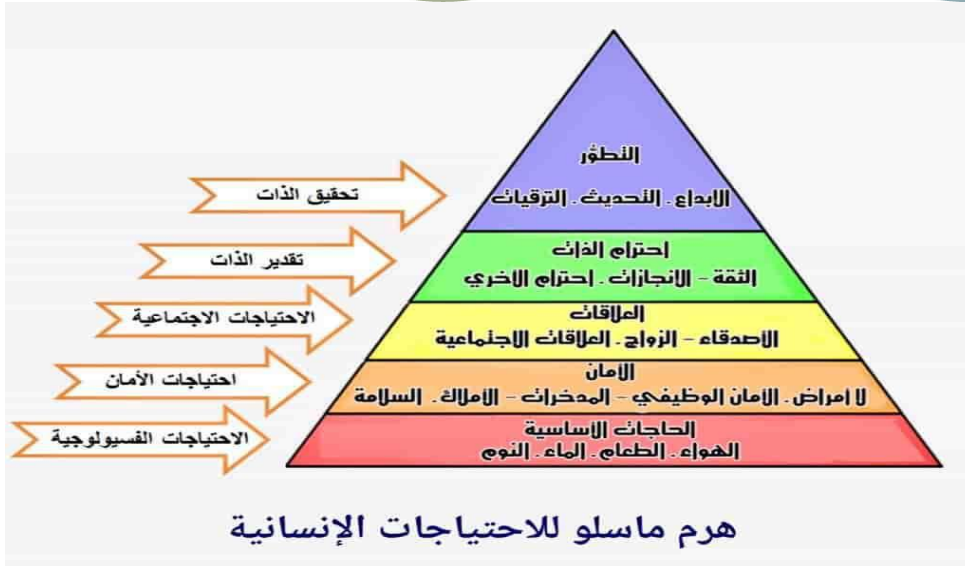 التطوُّر
تحقيق الذات
الابداع . التحديث . الترقيات
احترام الذات
تقدير الذات
الثقة - الانجازات . احترام الاخري
العلاقات
الاحتياجات الاجتماعية
الأصدقاء - الزواج . العلاقات الاجتماعية
الأمان
احتياجات الأمان
لا امراض . الأمان الوظيفي - المدخرات - الأملاك . السلامة
الحاجات الأساسية
الاحتياجات الفسيولوجية
الهواء . الطعام . الماء . النوم
هرم ماسلو للاحتياجات الإنسانية